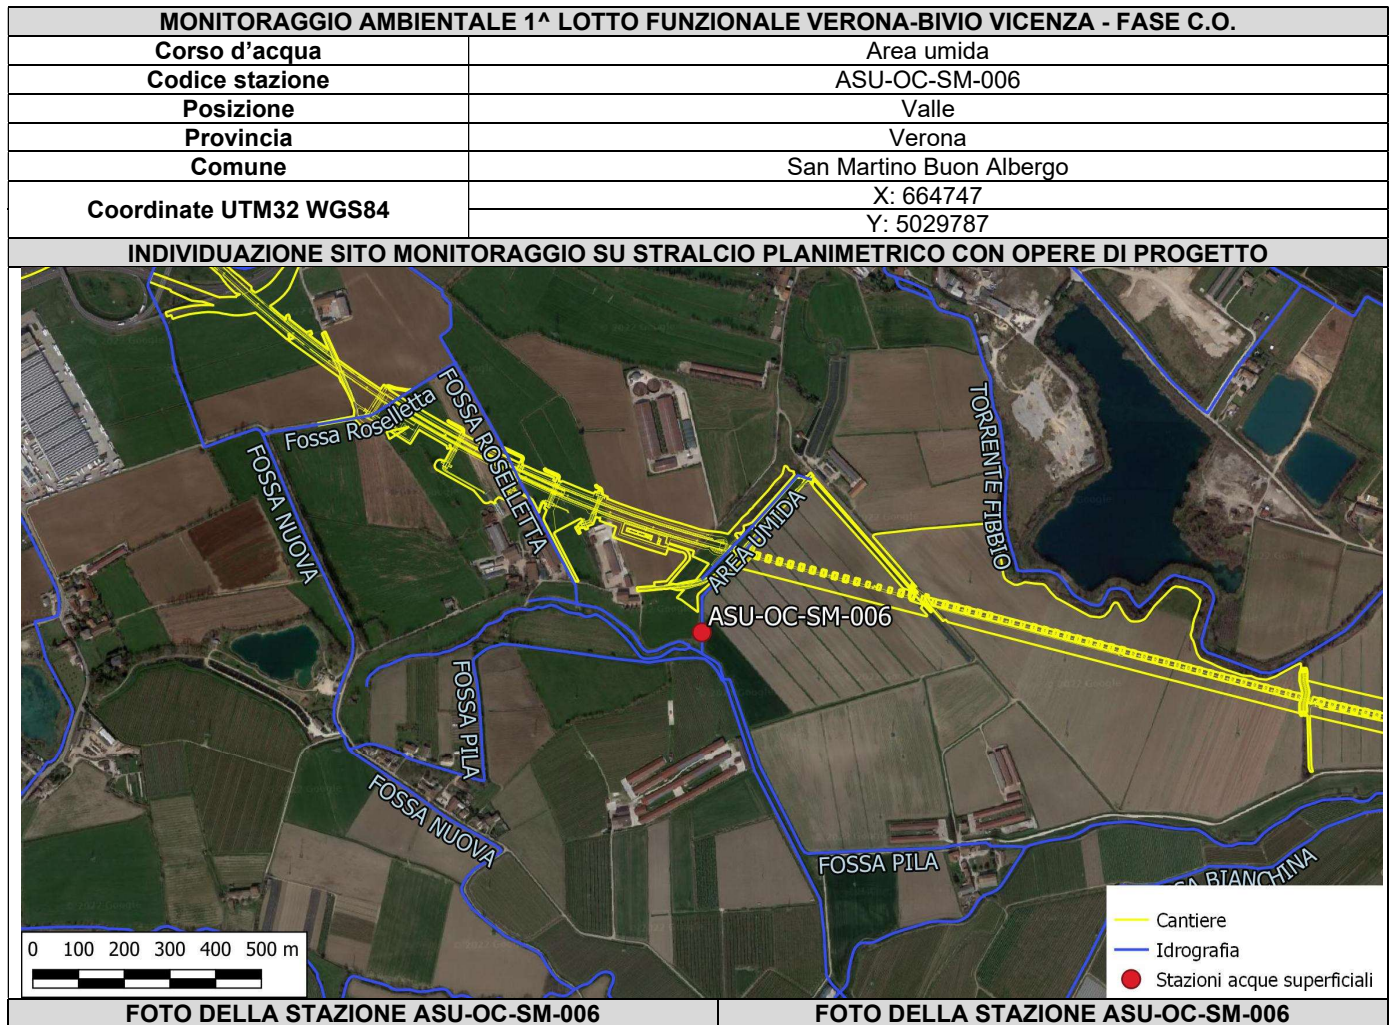 MONITORAGGIO AMBIENTALE 1^ LOTTO FUNZIONALE VERONA-BIVIO VICENZA - FASE C.O.
Corso d'acqua Area umida
Codice stazione ASU-OC-SM-006
Posizione Valle
Provincia Verona
Comune San Martino Buon Albergo
Coordinate UTM32 WGS84
X: 664747
Y: 5029787
INDIVIDUAZIONE SITO MONITORAGGIO SU STRALCIO PLANIMETRICO CON OPERE DI PROGETTO
Fossa Roselletta
FOSSA ROSELLETTA
TORRENTE FIBBIO
FOSSA NUOVA
AREA UMIDA
ASU-OC-SM-006
FOSSA PILA
FOSSA NUOVA
FOSSA PILA
BIANCHINA
Cantiere
Idrografia
Stazioni acque superficiali
0 100 200 300 400 500 m
FOTO DELLA STAZIONE ASU-OC-SM-006 FOTO DELLA STAZIONE ASU-OC-SM-006